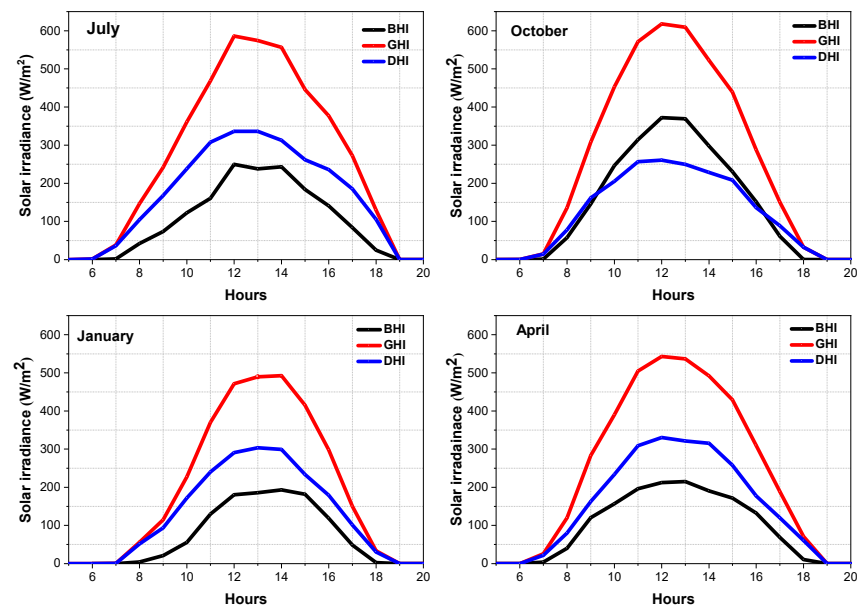 July
BHI
GHI
DHI
600
500
400
300
200
100
0
Solar irradiance (W/m²)
6 8 10 12 14 16 18 20
Hours
October
BHI
GHI
DHI
600
500
400
300
200
100
0
Solar irradaince (W/m²)
6 8 10 12 14 16 18 20
Hours
January
BHI
GHI
DHI
600
500
400
300
200
100
0
Solar irradiance (W/m²)
6 8 10 12 14 16 18 20
Hours
April
BHI
GHI
DHI
600
500
400
300
200
100
0
Solar irradainace (W/m²)
6 8 10 12 14 16 18 20
Hours